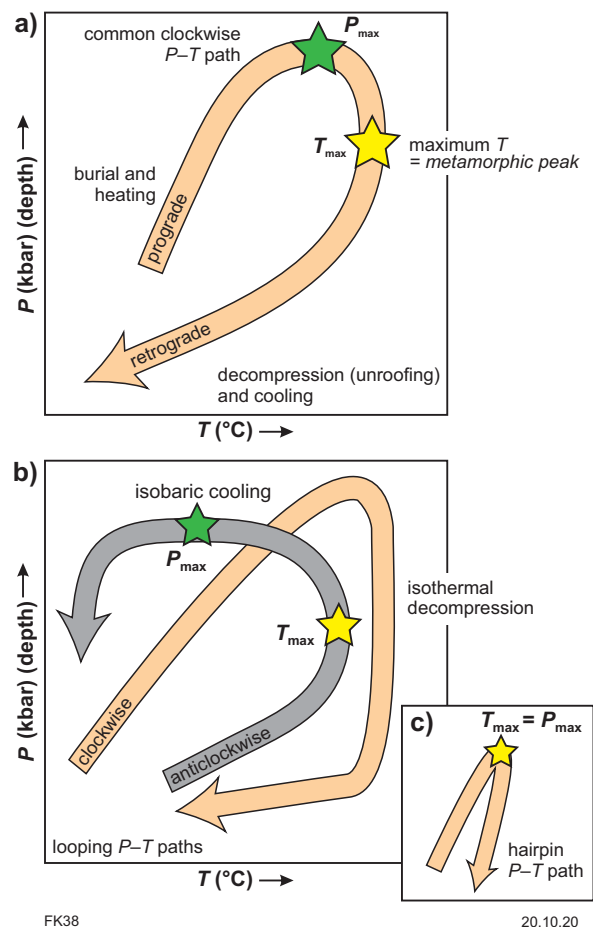 a)
common clockwise
P–T path
Pmax
Tmax
maximum T
= metamorphic peak
burial and
heating
prograde
retrograde
decompression (unroofing)
and cooling
P (kbar) (depth)
T (°C)
b)
isobaric cooling
Pmax
Tmax
isothermal
decompression
clockwise
anticlockwise
looping P–T paths
P (kbar) (depth)
T (°C)
c)
Tmax = Pmax
hairpin
P–T path
FK38
20.10.20